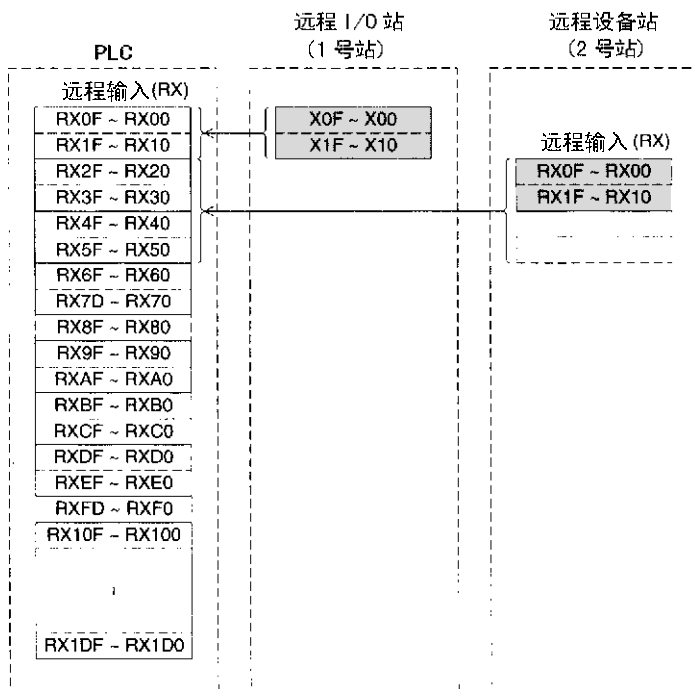 远程 I/O 站
(1 号站)
远程设备站
(2 号站)
PLC
远程输入(RX)
RX0F ~ RX00
RX1F ~ RX10
RX2F ~ RX20
RX3F ~ RX30
RX4F ~ RX40
RX5F ~ RX50
RX6F ~ RX60
RX7D ~ RX70
RX8F ~ RX80
RX9F ~ RX90
RXAF ~ RXA0
RXBF ~ RXB0
RXCF ~ RXC0
RXDF ~ RXD0
RXEF ~ RXE0
RXFD ~ RXF0
RX10F ~ RX100
RX1DF ~ RX1D0
X0F ~ X00
X1F ~ X10
远程输入 (RX)
RX0F ~ RX00
RX1F ~ RX10